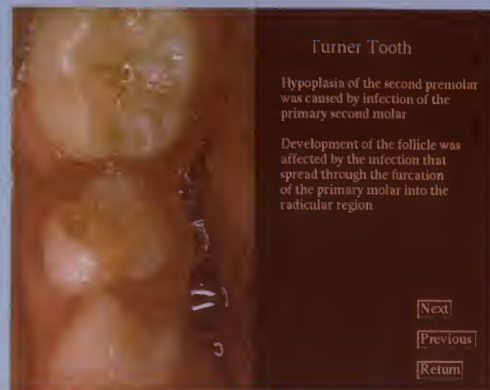 Turner Tooth
Hypoplasia of the second premolar
was caused by infection of the
primary second molar
Development of the follicle was
affected by the infection that
spread through the furcation
of the primary molar into the
radicular region
Next
Previous
Return